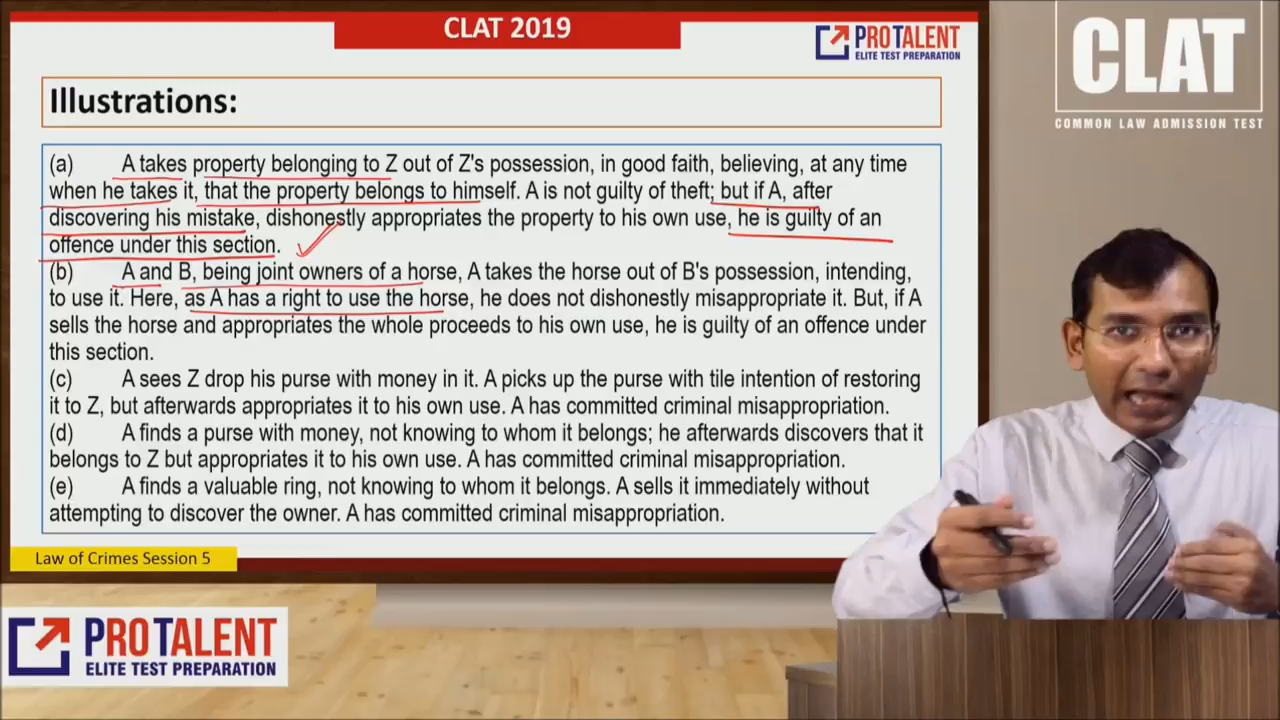 CLAT 2019
PROTALENT
ELITE TEST PREPARATION
CLAT
COMMON LAW ADMISSION TEST
Illustrations:
(a) A takes property belonging to Z out of Z's possession, in good faith, believing, at any time
when he takes it, that the property belongs to himself. A is not guilty of theft; but if A, after
discovering his mistake, dishonestly appropriates the property to his own use, he is guilty of an
offence under this section.
(b) A and B, being joint owners of a horse, A takes the horse out of B's possession, intending,
to use it. Here, as A has a right to use the horse, he does not dishonestly misappropriate it. But, if A
sells the horse and appropriates the whole proceeds to his own use, he is guilty of an offence under
this section.
(c) A sees Z drop his purse with money in it. A picks up the purse with tile intention of restoring
it to Z, but afterwards appropriates it to his own use. A has committed criminal misappropriation.
(d) A finds a purse with money, not knowing to whom it belongs; he afterwards discovers that it
belongs to Z but appropriates it to his own use. A has committed criminal misappropriation.
(e) A finds a valuable ring, not knowing to whom it belongs. A sells it immediately without
attempting to discover the owner. A has committed criminal misappropriation.
Law of Crimes Session 5
PROTALENT
ELITE TEST PREPARATION